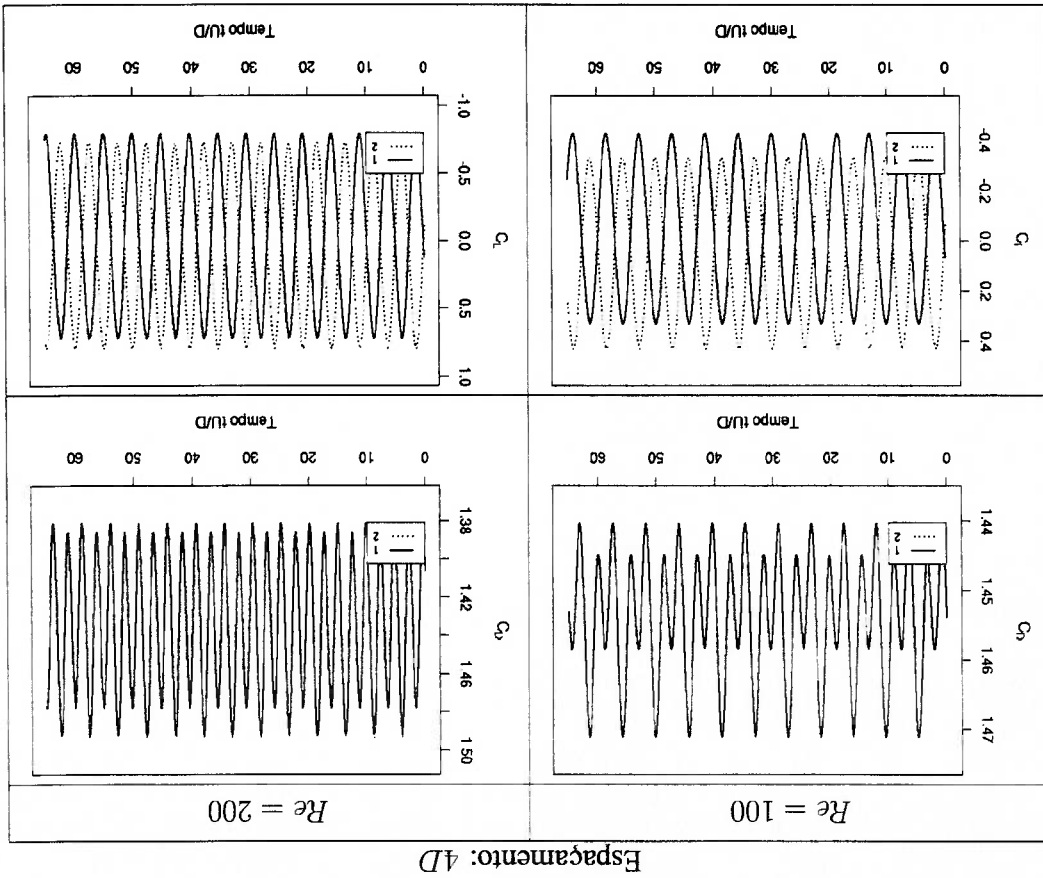 Espaçamento: 4D
Re = 100
Re = 200
C_D
1.47
1.46
1.45
1.44
1
2
0 10 20 30 40 50 60
Tempo tU/D
C_D
1.50
1.46
1.42
1.38
1
2
0 10 20 30 40 50 60
Tempo tU/D
C_L
0.4
0.2
0.0
-0.2
-0.4
1
2
0 10 20 30 40 50 60
Tempo tU/D
C_L
1.0
0.5
0.0
-0.5
-1.0
1
2
0 10 20 30 40 50 60
Tempo tU/D